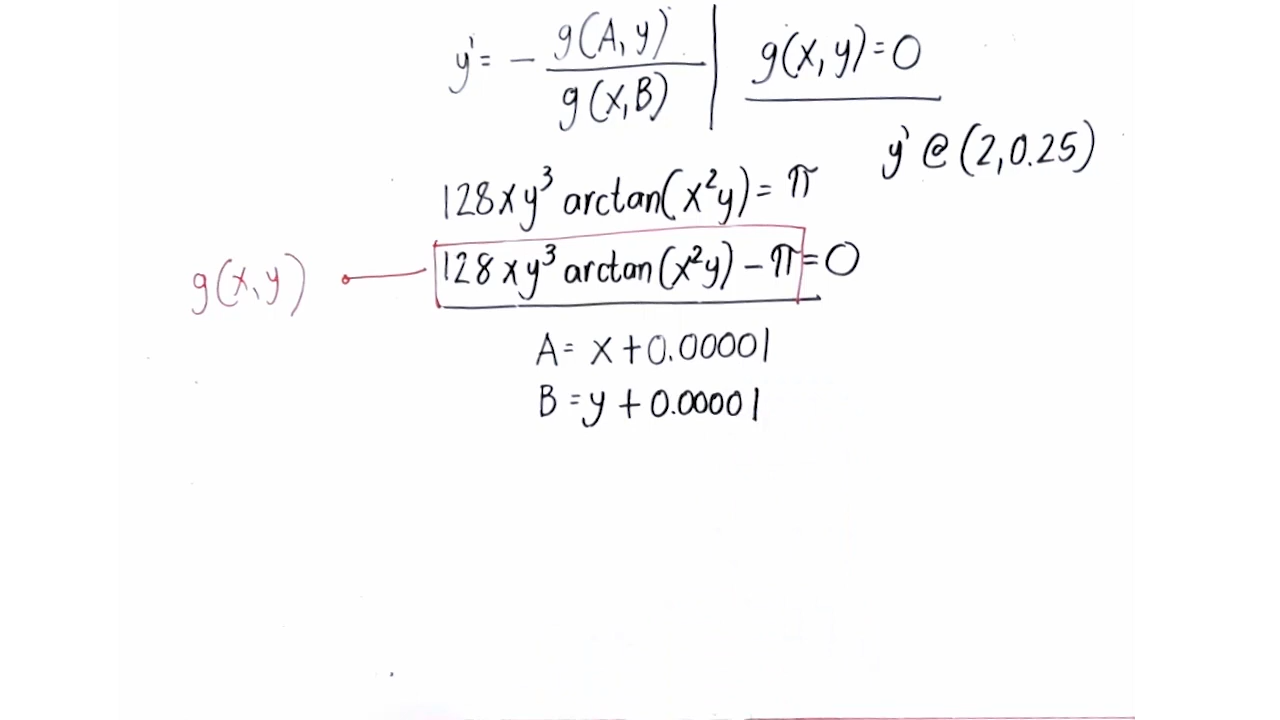 y' = - g(A, y) / g(x, B) | g(x, y) = 0
y' @ (2, 0.25)
128xy³ arctan(x²y) = π
g(x, y) 128xy³ arctan(x²y) - π = 0
A = x + 0.00001
B = y + 0.00001